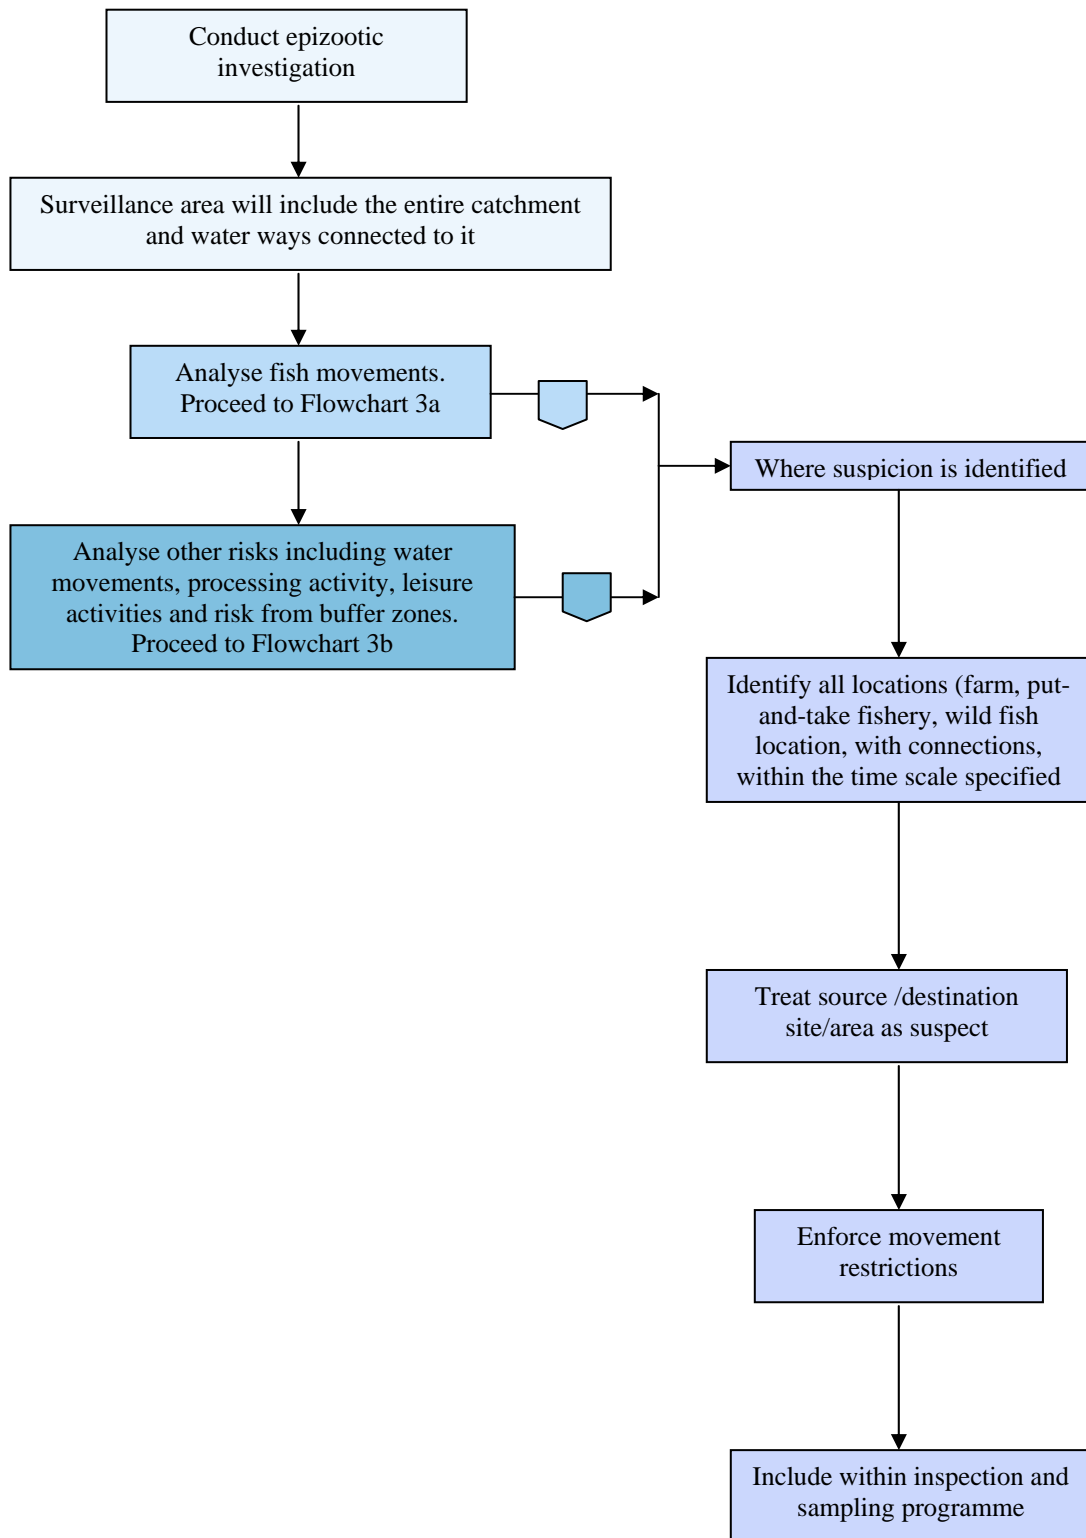 Conduct epizootic
investigation
Surveillance area will include the entire catchment
and water ways connected to it
Analyse fish movements.
Proceed to Flowchart 3a
Analyse other risks including water
movements, processing activity, leisure
activities and risk from buffer zones.
Proceed to Flowchart 3b
Where suspicion is identified
Identify all locations (farm, put-
and-take fishery, wild fish
location, with connections,
within the time scale specified
Treat source /destination
site/area as suspect
Enforce movement
restrictions
Include within inspection and
sampling programme